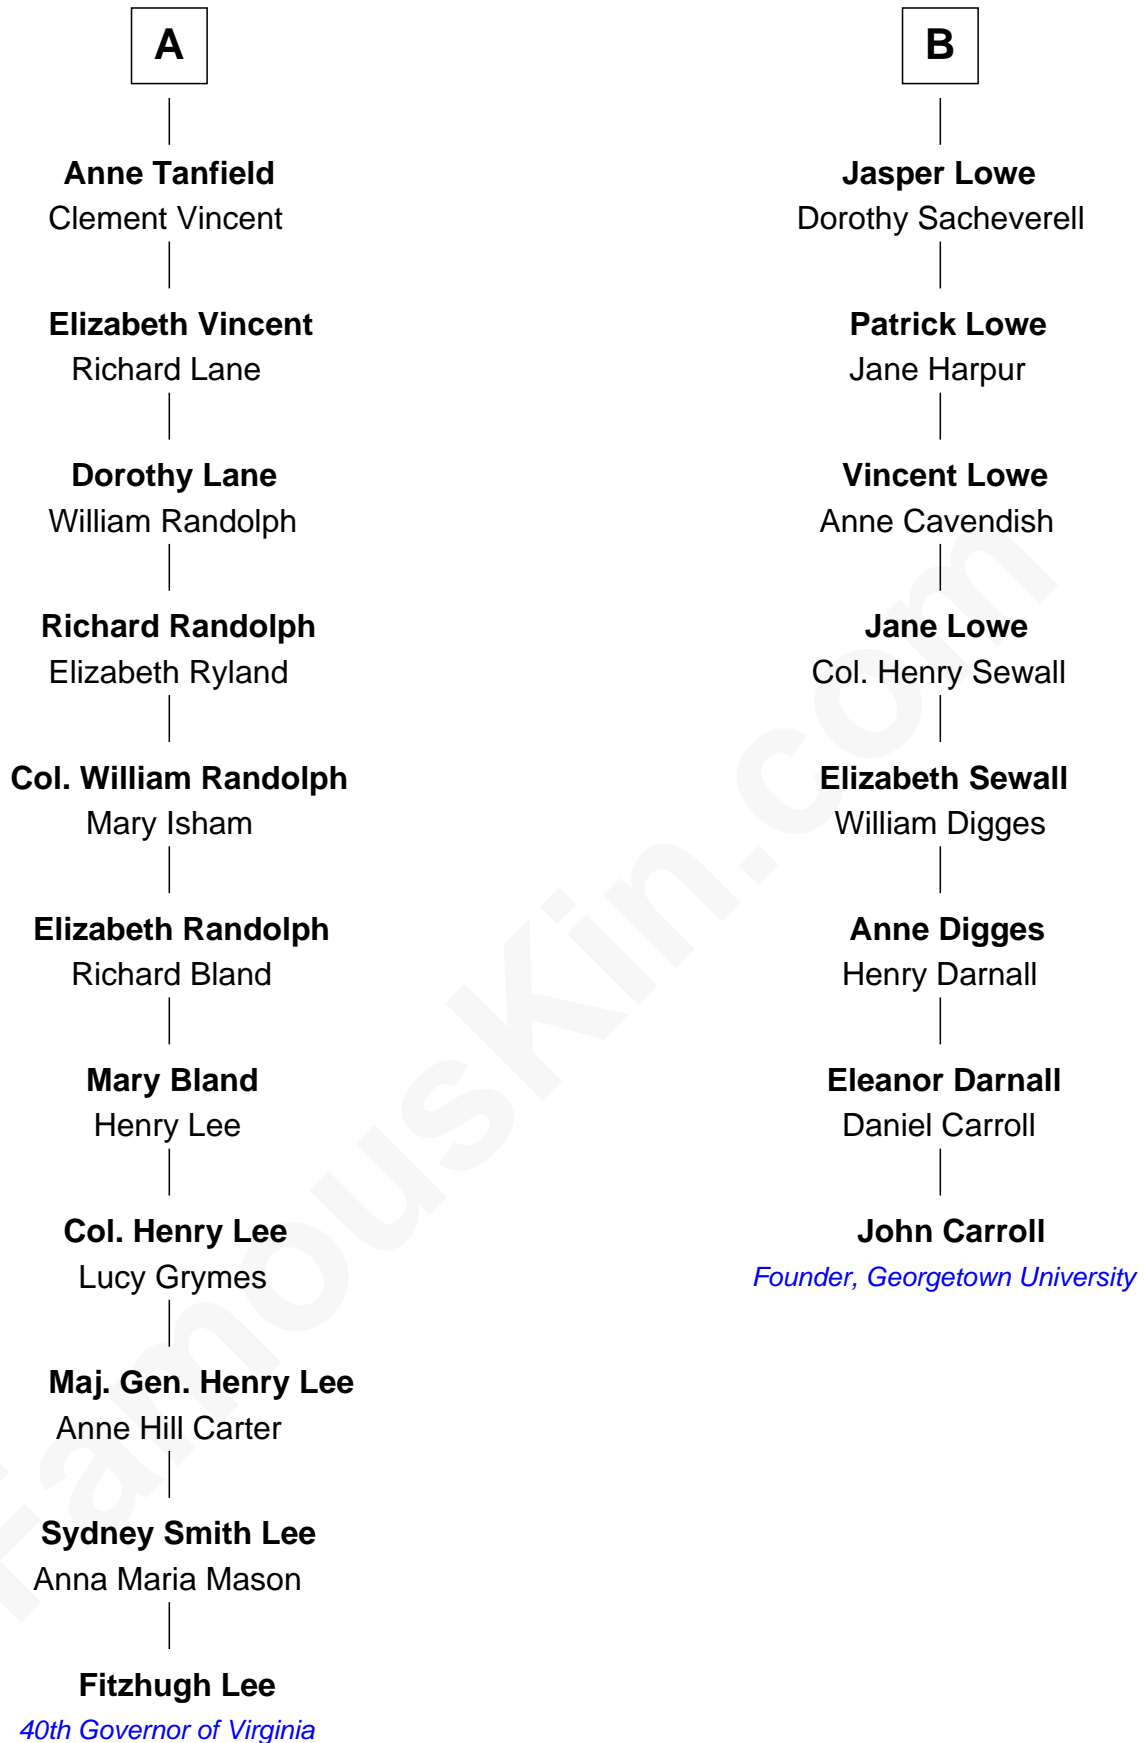 A
Anne Tanfield
Clement Vincent
Elizabeth Vincent
Richard Lane
Dorothy Lane
William Randolph
Richard Randolph
Elizabeth Ryland
Col. William Randolph
Mary Isham
Elizabeth Randolph
Richard Bland
Mary Bland
Henry Lee
Col. Henry Lee
Lucy Grymes
Maj. Gen. Henry Lee
Anne Hill Carter
Sydney Smith Lee
Anna Maria Mason
Fitzhugh Lee
40th Governor of Virginia
B
Jasper Lowe
Dorothy Sacheverell
Patrick Lowe
Jane Harpur
Vincent Lowe
Anne Cavendish
Jane Lowe
Col. Henry Sewall
Elizabeth Sewall
William Digges
Anne Digges
Henry Darnall
Eleanor Darnall
Daniel Carroll
John Carroll
Founder, Georgetown University
FamousKin.com